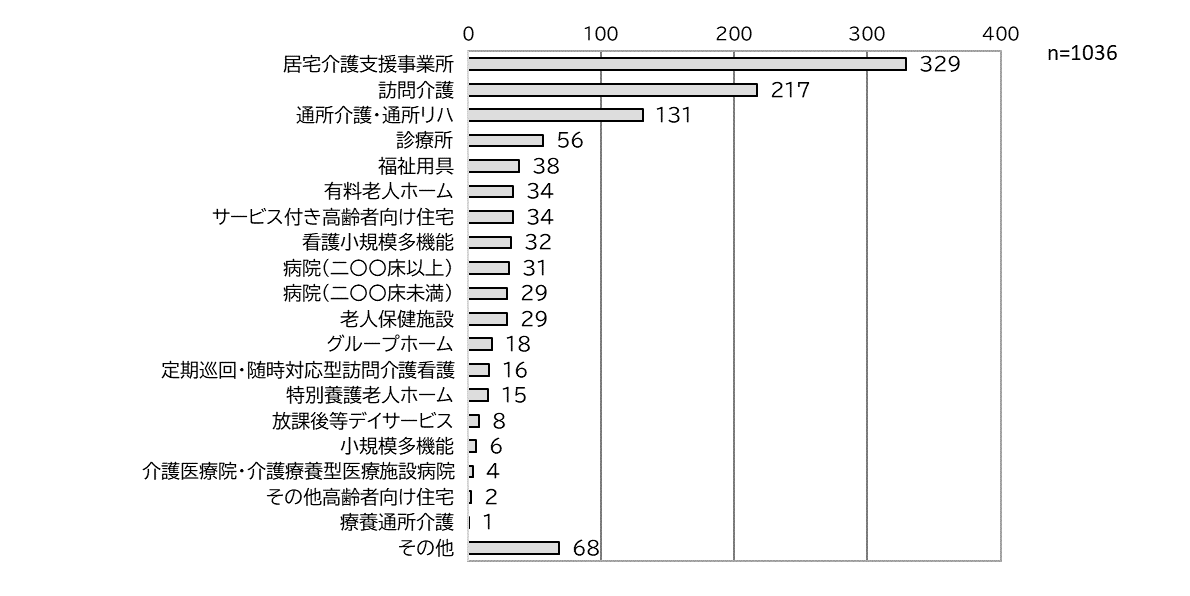 0 100 200 300 400
n=1036
居宅介護支援事業所 329
訪問介護 217
通所介護・通所リハ 131
診療所 56
福祉用具 38
有料老人ホーム 34
サービス付き高齢者向け住宅 34
看護小規模多機能 32
病院(二〇〇床以上) 31
病院(二〇〇床未満) 29
老人保健施設 29
グループホーム 18
定期巡回・随時対応型訪問介護看護 16
特別養護老人ホーム 15
放課後等デイサービス 8
小規模多機能 6
介護医療院・介護療養型医療施設病院 4
その他高齢者向け住宅 2
療養通所介護 1
その他 68